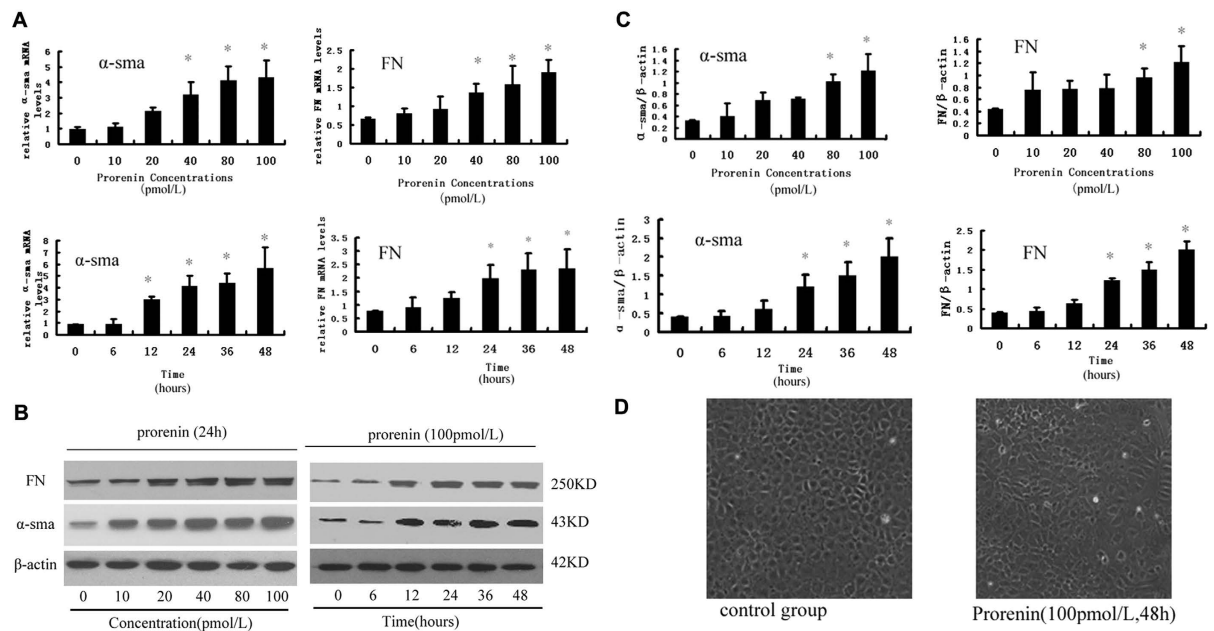 A
relative α-sma mRNA levels
6
5
4
3
2
1
0
α-sma
* * *
0 10 20 40 80 100
Prorenin Concentrations
(pmol/L)
relative FN mRNA levels
2.5
2
1.5
1
0.5
0
FN
* * *
0 10 20 40 80 100
Prorenin Concentrations
(pmol/L)
relative α-sma mRNA levels
8
7
6
5
4
3
2
1
0
α-sma
* * * *
0 6 12 24 36 48
Time
(hours)
relative FN mRNA levels
3.5
3
2.5
2
1.5
1
0.5
0
FN
* * *
0 6 12 24 36 48
Time
(hours)
C
α-sma/β-actin
1.6
1.4
1.2
1
0.8
0.6
0.4
0.2
0
α-sma
* *
0 10 20 40 80 100
Prorenin Concentrations
(pmol/L)
FN/β-actin
1.6
1.4
1.2
1
0.8
0.6
0.4
0.2
0
FN
* *
0 10 20 40 80 100
Prorenin Concentrations
(pmol/L)
α-sma/β-actin
3
2.5
2
1.5
1
0.5
0
α-sma
* * *
0 6 12 24 36 48
Time
(hours)
FN/β-actin
2.5
2
1.5
1
0.5
0
FN
* * *
0 6 12 24 36 48
Time
(hours)
B
prorenin (24h)
prorenin (100pmol/L)
FN
250KD
α-sma
43KD
β-actin
42KD
0 10 20 40 80 100
0 6 12 24 36 48
Concentration(pmol/L)
Time(hours)
D
control group
Prorenin(100pmol/L,48h)